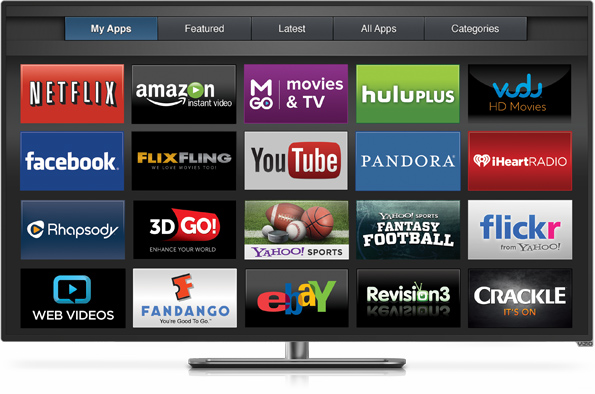 My Apps
Featured
Latest
All Apps
Categories
NETFLIX
amazon
instant video
M GO
movies & TV
huluPLUS
vudu
HD Movies
facebook.
FLIXFLING
WE LOVE MOVIES TOO!
YouTube
PANDORA
iHeartRADIO
Rhapsody
3D GO!
ENHANCE YOUR WORLD
YAHOO! SPORTS
YAHOO! SPORTS
FANTASY
FOOTBALL
flickr
from YAHOO!
WEB VIDEOS
FANDANGO
You're Good To Go.
ebay
Revision3
CRACKLE
IT'S ON
VIZIO